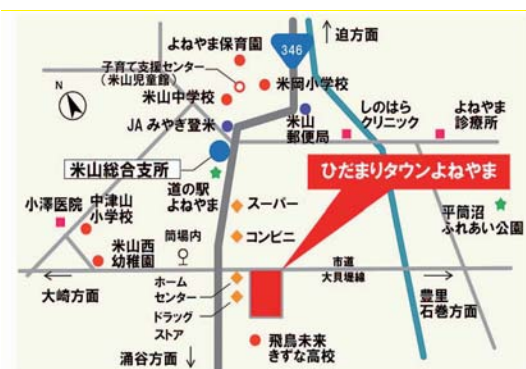 346
迫方面
よねやま保育園
子育て支援センター
(米山児童館)
米岡小学校
N
米山中学校
JAみやぎ登米
米山
郵便局
しのはら
クリニック
よねやま
診療所
米山総合支所
道の駅
よねやま
ひだまりタウンよねやま
小澤医院
中津山
小学校
スーパー
平筒沼
ふれあい公園
米山西
幼稚園
筒場内
コンビニ
市道
大貝堤線
大崎方面
ホーム
センター
豊里
石巻方面
ドラッグ
ストア
飛鳥未来
きずな高校
涌谷方面